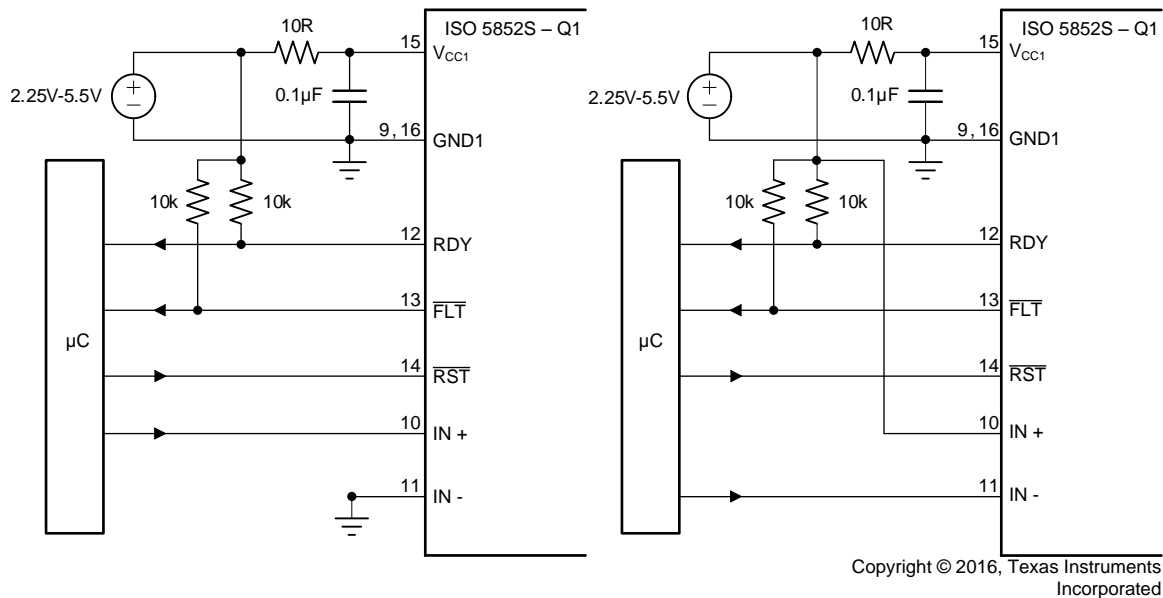 ISO 5852S – Q1
10R
15
VCC1
2.25V-5.5V
0.1µF
9, 16
GND1
10k
10k
12
RDY
13
FLT
µC
14
RST
10
IN +
11
IN -
ISO 5852S – Q1
10R
15
VCC1
2.25V-5.5V
0.1µF
9, 16
GND1
10k
10k
12
RDY
13
FLT
µC
14
RST
10
IN +
11
IN -
Copyright © 2016, Texas Instruments
Incorporated